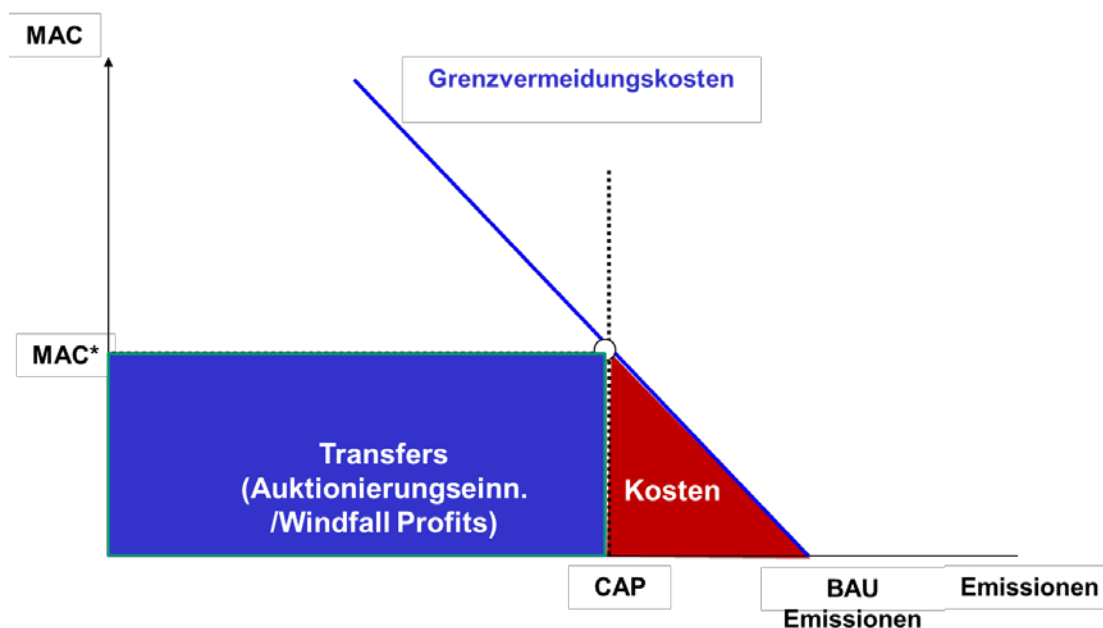 MAC
Grenzvermeidungskosten
MAC*
Transfers
(Auktionierungseinn.
/Windfall Profits)
Kosten
CAP
BAU
Emissionen
Emissionen